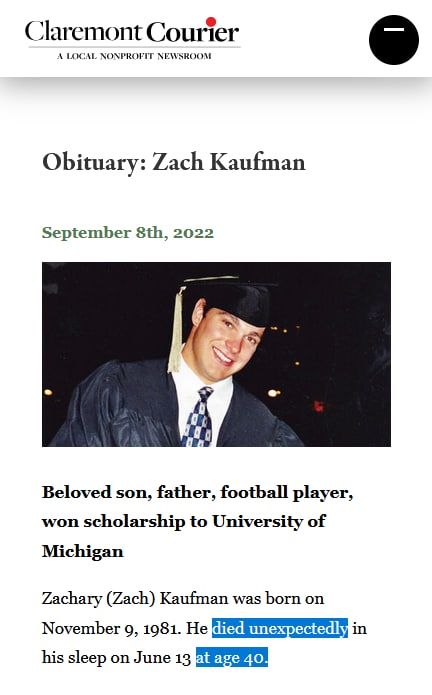 Claremont Courier
A LOCAL NONPROFIT NEWSROOM
Obituary: Zach Kaufman
September 8th, 2022
Beloved son, father, football player,
won scholarship to University of
Michigan
Zachary (Zach) Kaufman was born on
November 9, 1981. He died unexpectedly in
his sleep on June 13 at age 40.